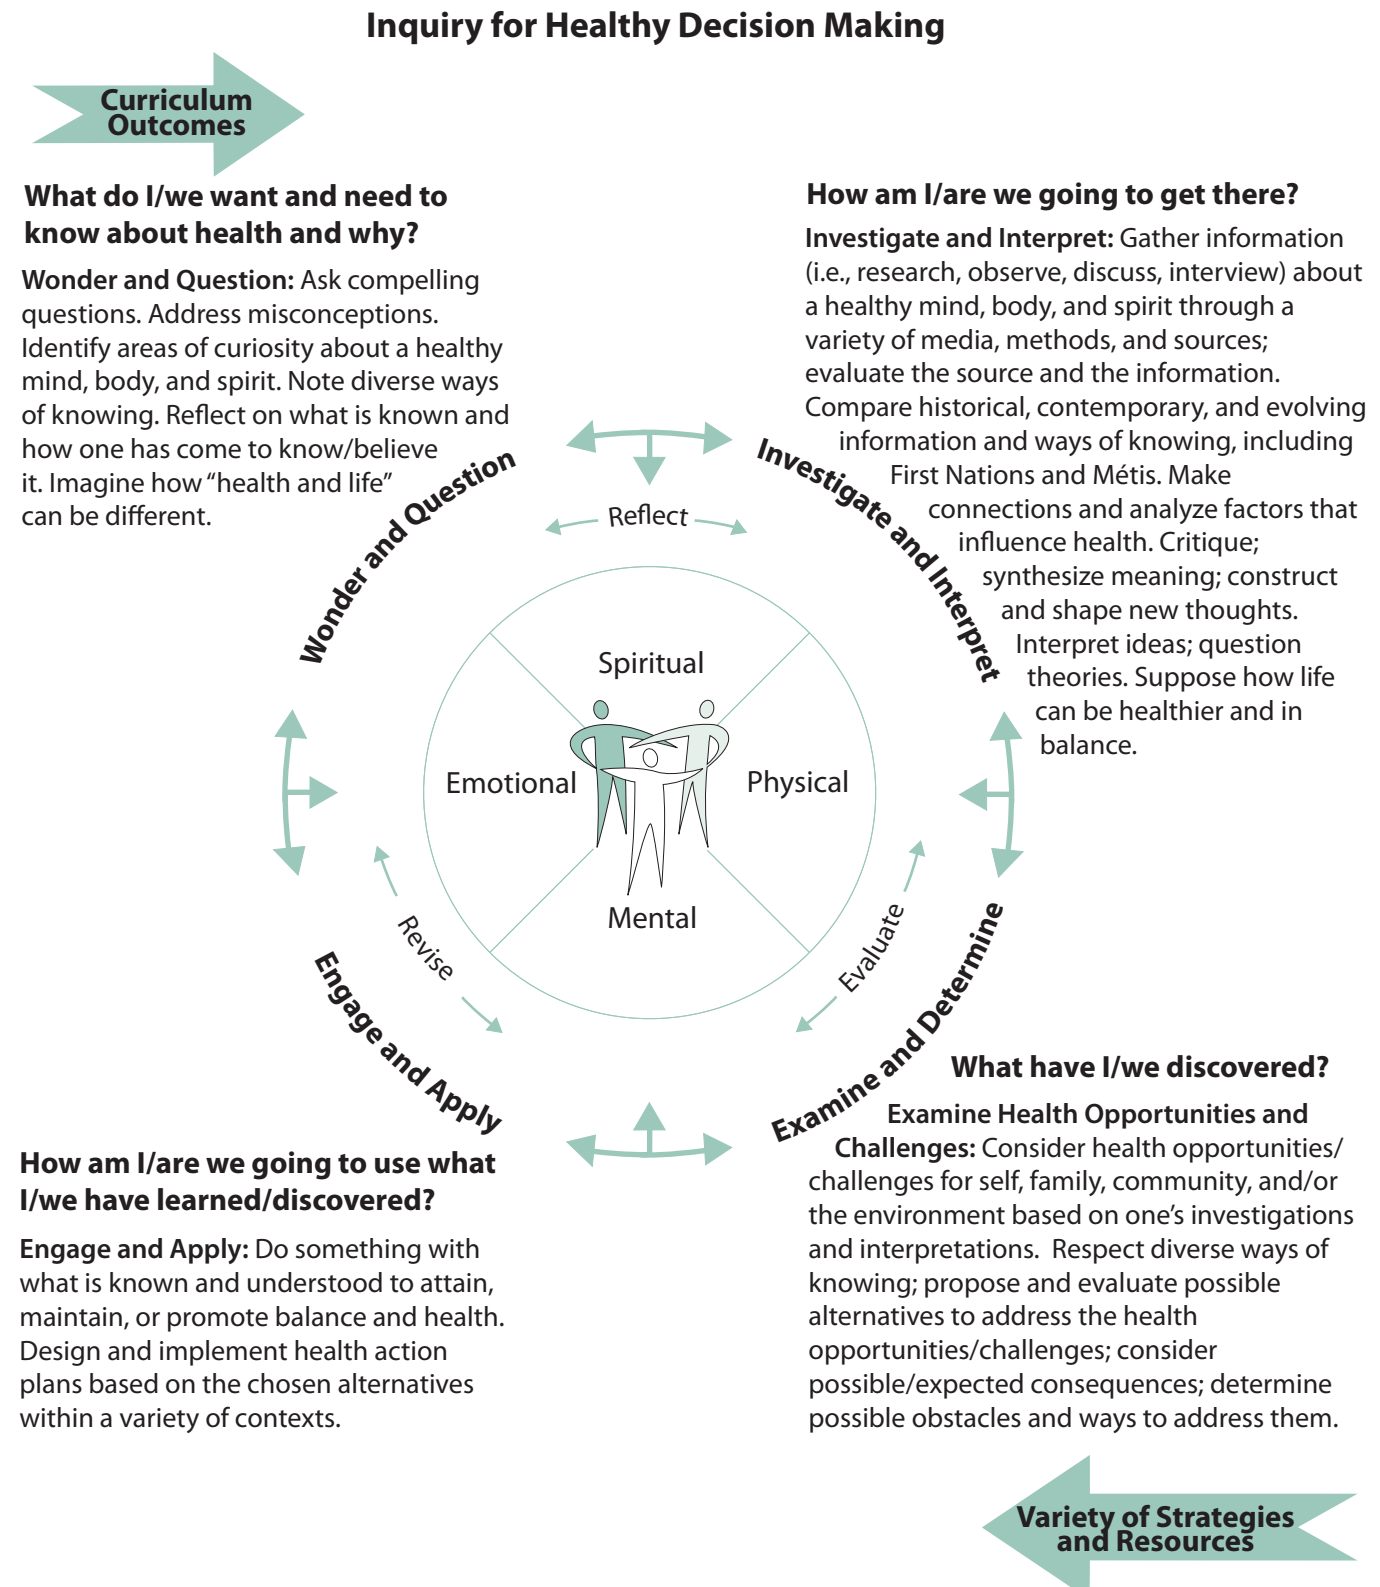 Inquiry for Healthy Decision Making
Curriculum
Outcomes
What do I/we want and need to
know about health and why?
Wonder and Question: Ask compelling
questions. Address misconceptions.
Identify areas of curiosity about a healthy
mind, body, and spirit. Note diverse ways
of knowing. Reflect on what is known and
how one has come to know/believe
it. Imagine how “health and life”
can be different.
How am I/are we going to get there?
Investigate and Interpret: Gather information
(i.e., research, observe, discuss, interview) about
a healthy mind, body, and spirit through a
variety of media, methods, and sources;
evaluate the source and the information.
Compare historical, contemporary, and evolving
information and ways of knowing, including
First Nations and Métis. Make
connections and analyze factors that
influence health. Critique;
synthesize meaning; construct
and shape new thoughts.
Interpret ideas; question
theories. Suppose how life
can be healthier and in
balance.
Wonder and Question
Investigate and Interpret
Reflect
Spiritual
Emotional
Physical
Mental
Revise
Evaluate
Engage and Apply
Examine and Determine
What have I/we discovered?
Examine Health Opportunities and
Challenges: Consider health opportunities/
challenges for self, family, community, and/or
the environment based on one’s investigations
and interpretations.  Respect diverse ways of
knowing; propose and evaluate possible
alternatives to address the health
opportunities/challenges; consider
possible/expected consequences; determine
possible obstacles and ways to address them.
How am I/are we going to use what
I/we have learned/discovered?
Engage and Apply: Do something with
what is known and understood to attain,
maintain, or promote balance and health.
Design and implement health action
plans based on the chosen alternatives
within a variety of contexts.
Variety of Strategies
and Resources